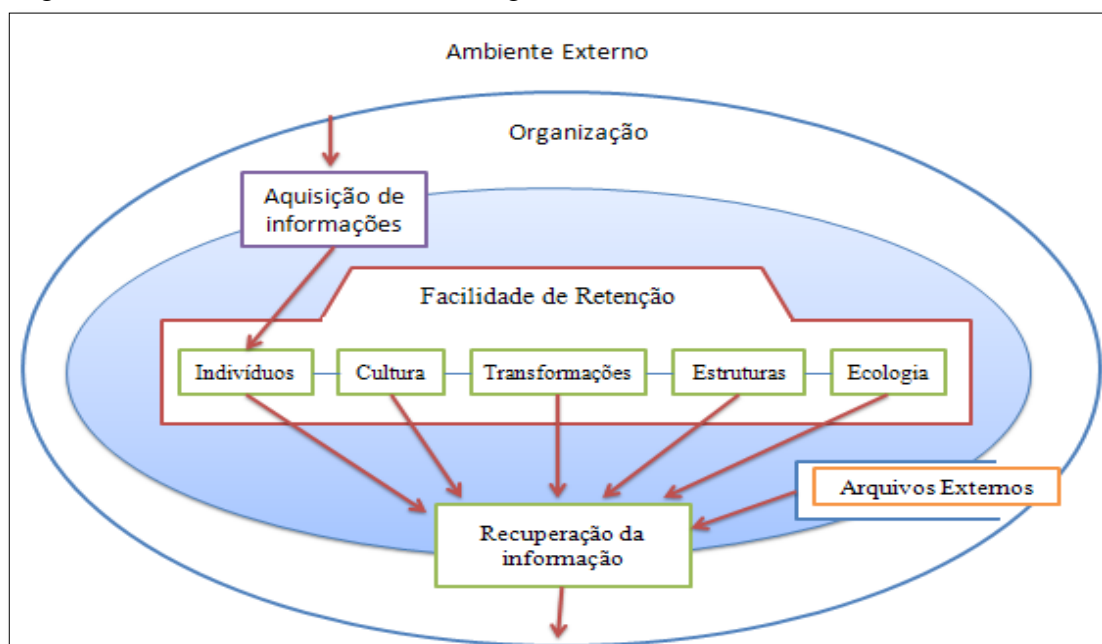 Ambiente Externo
Organização
Aquisição de
informações
Facilidade de Retenção
Indivíduos
Cultura
Transformações
Estruturas
Ecologia
Arquivos Externos
Recuperação da
informação